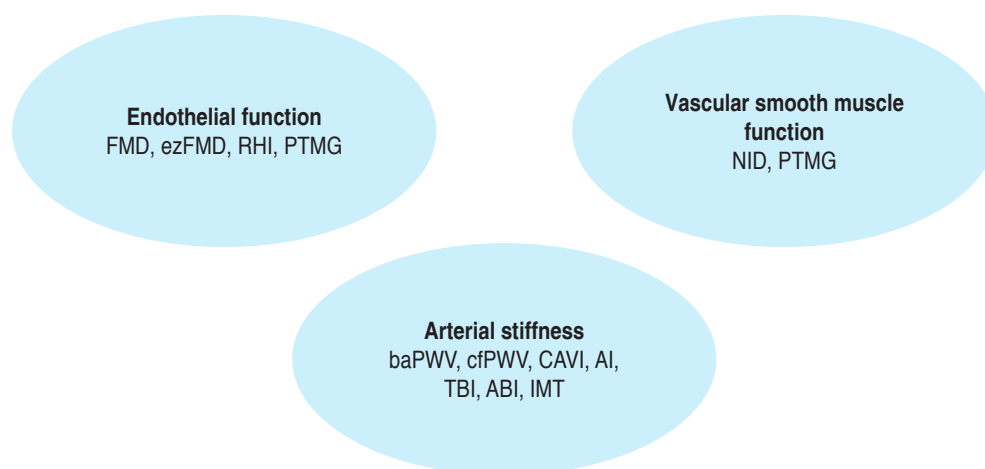 Endothelial function
FMD, ezFMD, RHI, PTMG
Vascular smooth muscle
function
NID, PTMG
Arterial stiffness
baPWV, cfPWV, CAVI, AI,
TBI, ABI, IMT